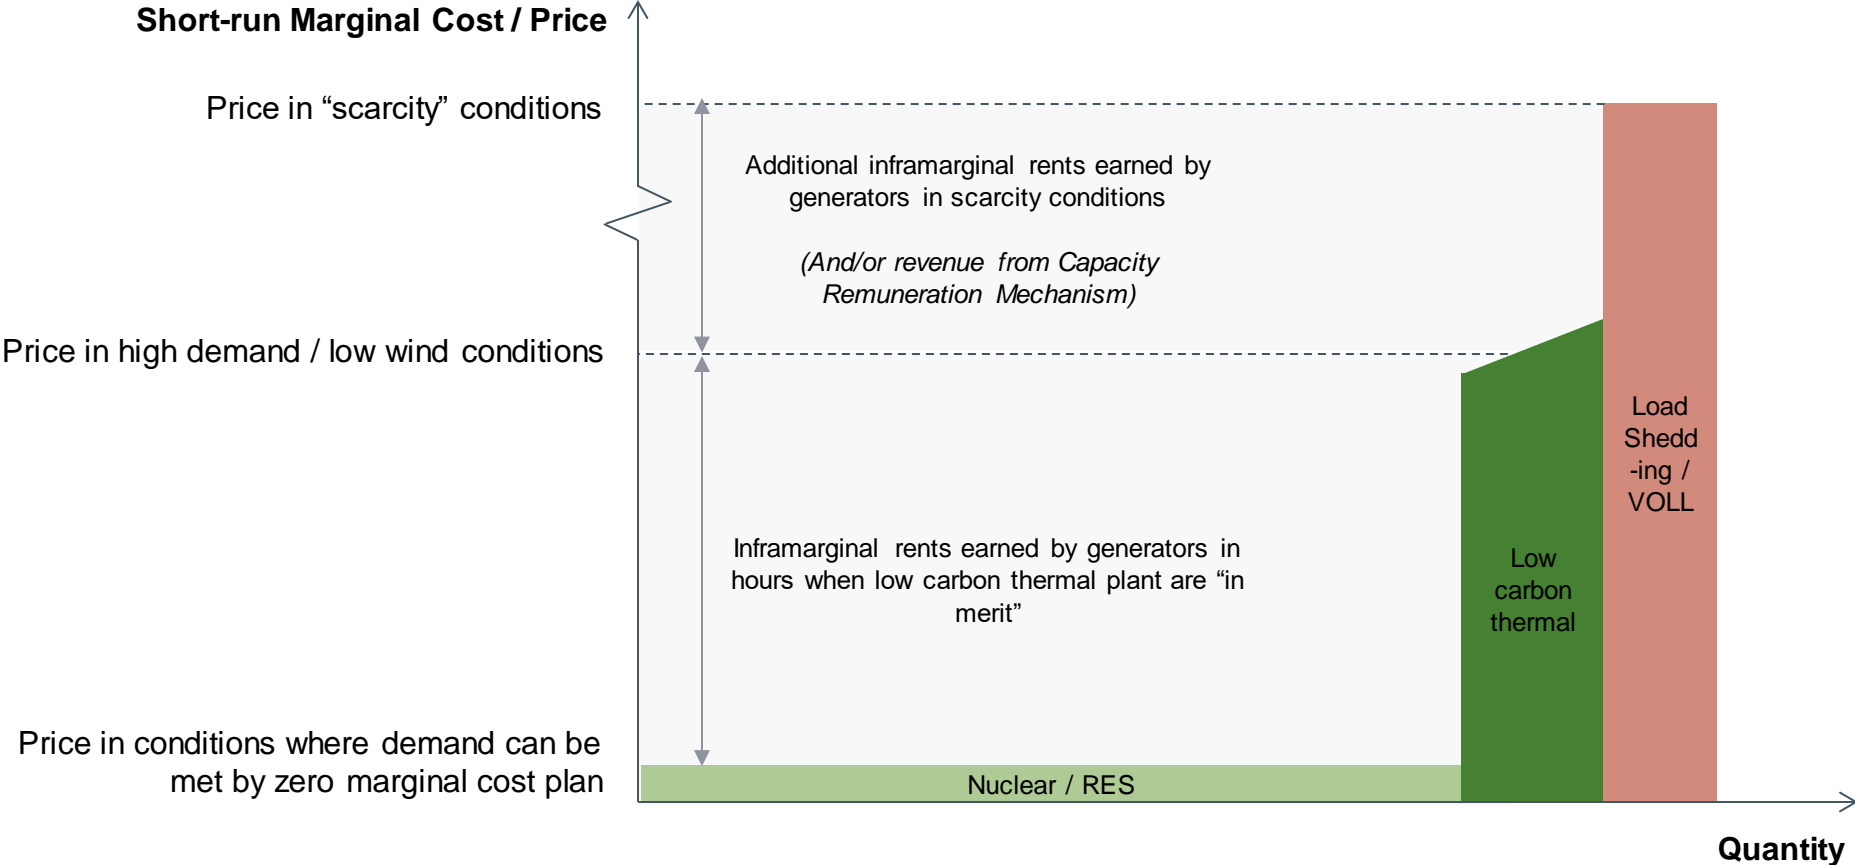 Short-run Marginal Cost / Price
Price in “scarcity” conditions
Additional inframarginal rents earned by
generators in scarcity conditions
(And/or revenue from Capacity
Remuneration Mechanism)
Price in high demand / low wind conditions
Load
Shedd
-ing /
VOLL
Inframarginal rents earned by generators in
hours when low carbon thermal plant are “in
merit”
Low
carbon
thermal
Price in conditions where demand can be
met by zero marginal cost plan
Nuclear / RES
Quantity